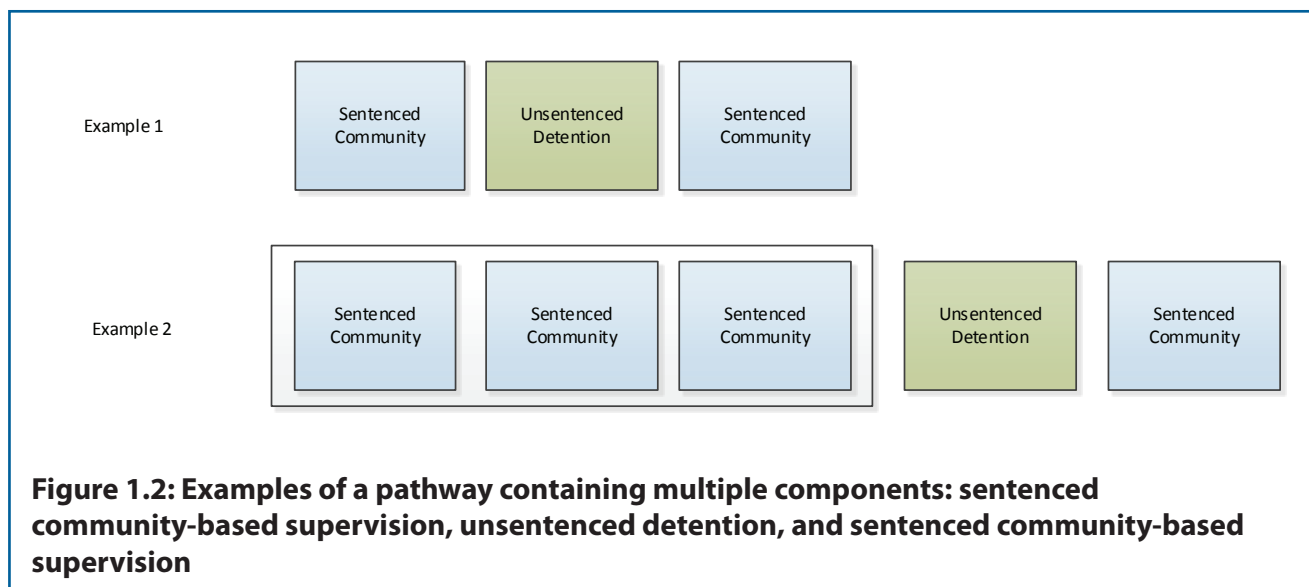 Example 1
Sentenced
Community
Unsentenced
Detention
Sentenced
Community
Example 2
Sentenced
Community
Sentenced
Community
Sentenced
Community
Unsentenced
Detention
Sentenced
Community
Figure 1.2: Examples of a pathway containing multiple components: sentenced
community-based supervision, unsentenced detention, and sentenced community-based
supervision